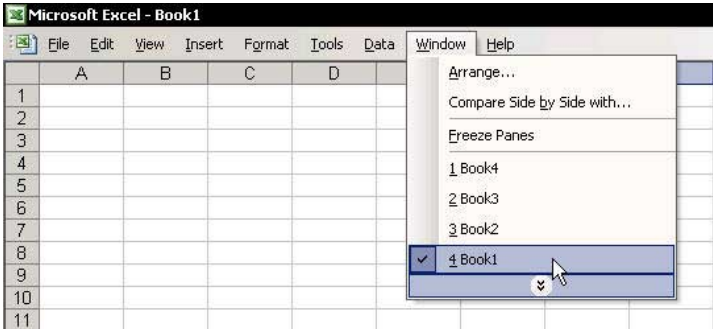 Microsoft Excel - Book1
File Edit View Insert Format Tools Data Window Help
A B C D
Arrange...
Compare Side by Side with...
Freeze Panes
1 Book4
2 Book3
3 Book2
4 Book1
1
2
3
4
5
6
7
8
9
10
11